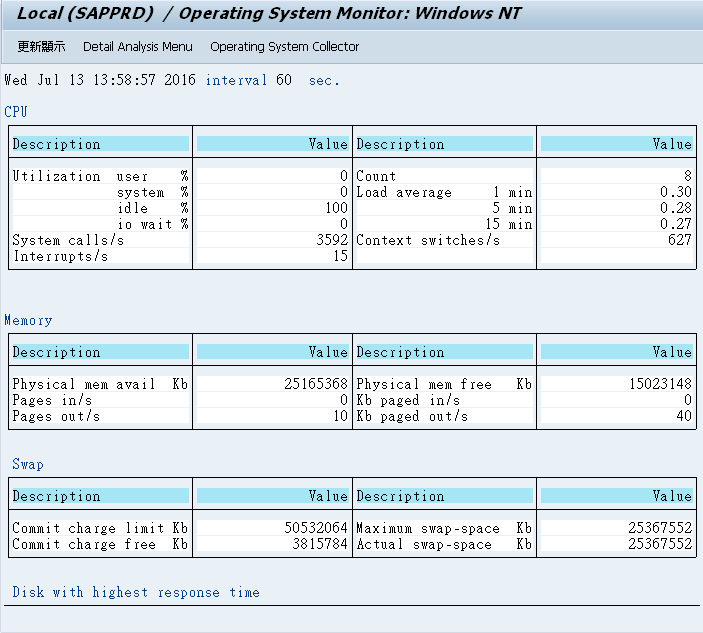 Local (SAPPRD) / Operating System Monitor: Windows NT
更新顯示 Detail Analysis Menu Operating System Collector
Wed Jul 13 13:58:57 2016 interval 60 sec.
CPU
Description Value Description Value
Utilization user % 0 Count 8
system % 0 Load average 1 min 0.30
idle % 100 5 min 0.28
io wait % 0 15 min 0.27
System calls/s 3592 Context switches/s 627
Interrupts/s 15
Memory
Description Value Description Value
Physical mem avail Kb 25165368 Physical mem free Kb 15023148
Pages in/s 0 Kb paged in/s 0
Pages out/s 10 Kb paged out/s 40
Swap
Description Value Description Value
Commit charge limit Kb 50532064 Maximum swap-space Kb 25367552
Commit charge free Kb 3815784 Actual swap-space Kb 25367552
Disk with highest response time